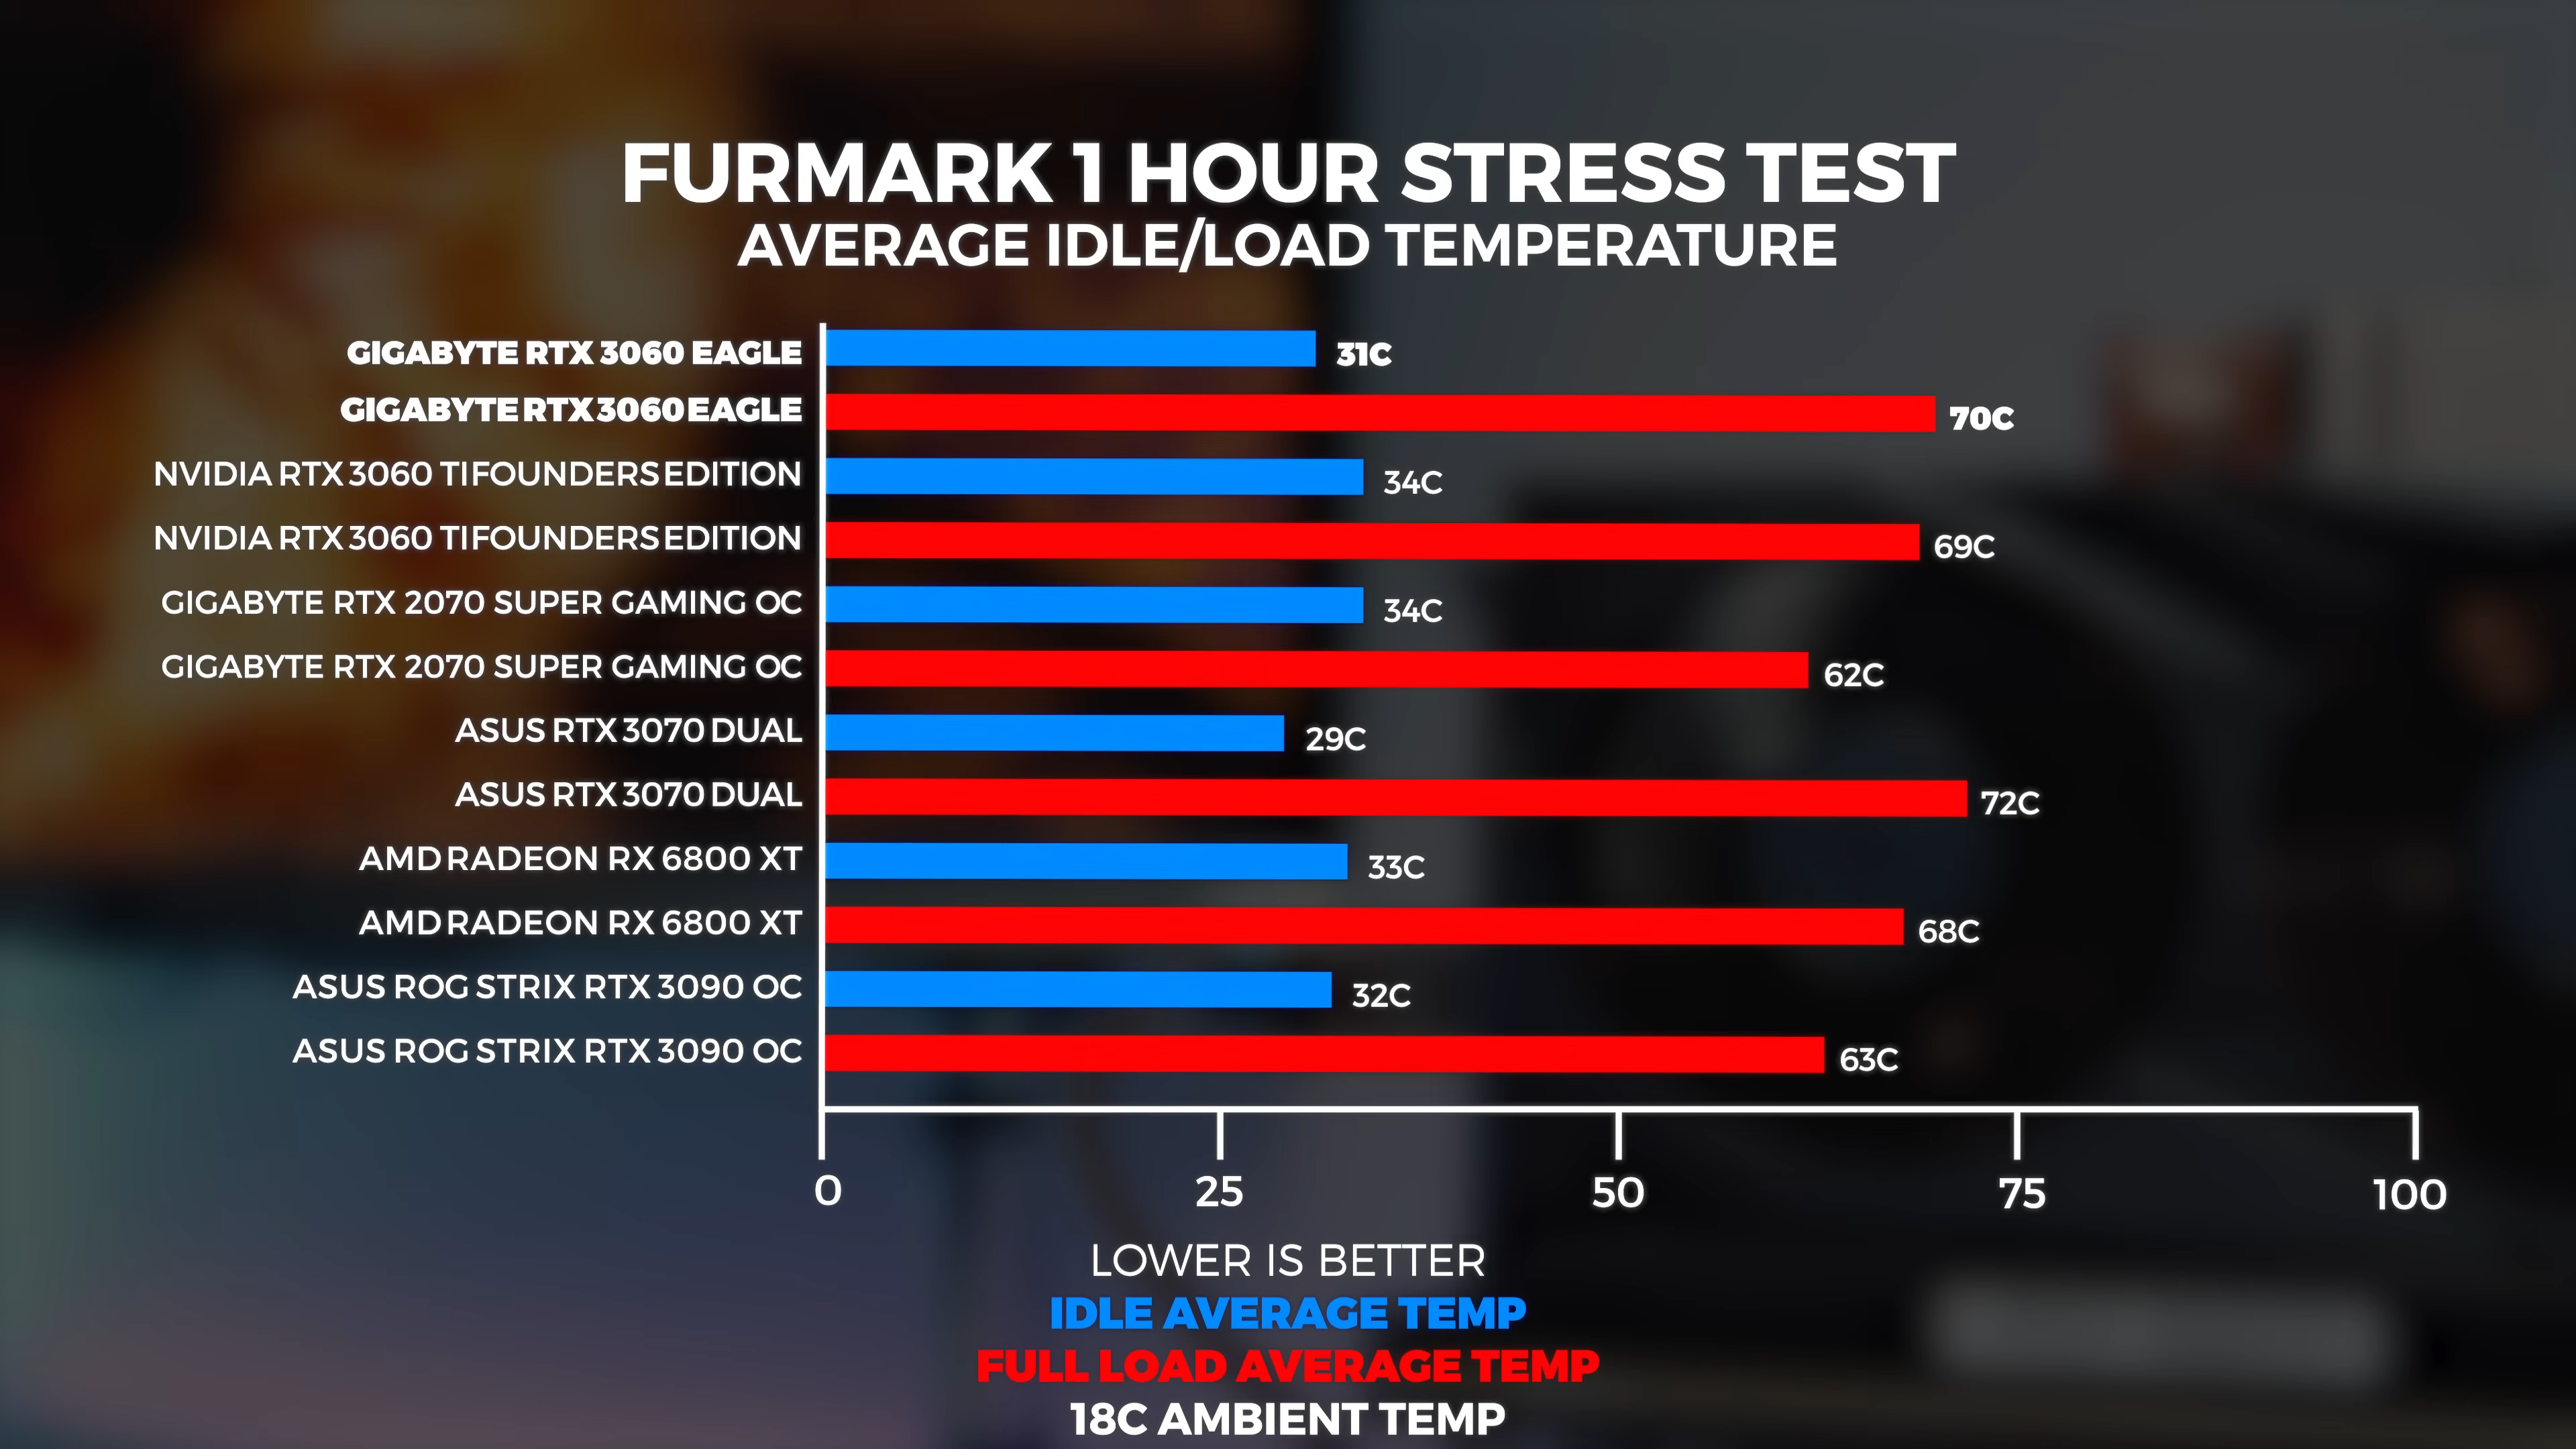 FURMARK 1 HOUR STRESS TEST
AVERAGE IDLE/LOAD TEMPERATURE
GIGABYTE RTX 3060 EAGLE 31C
GIGABYTE RTX 3060 EAGLE 70C
NVIDIA RTX 3060 TI FOUNDERS EDITION 34C
NVIDIA RTX 3060 TI FOUNDERS EDITION 69C
GIGABYTE RTX 2070 SUPER GAMING OC 34C
GIGABYTE RTX 2070 SUPER GAMING OC 62C
ASUS RTX 3070 DUAL 29C
ASUS RTX 3070 DUAL 72C
AMD RADEON RX 6800 XT 33C
AMD RADEON RX 6800 XT 68C
ASUS ROG STRIX RTX 3090 OC 32C
ASUS ROG STRIX RTX 3090 OC 63C
0 25 50 75 100
LOWER IS BETTER
IDLE AVERAGE TEMP
FULL LOAD AVERAGE TEMP
18C AMBIENT TEMP